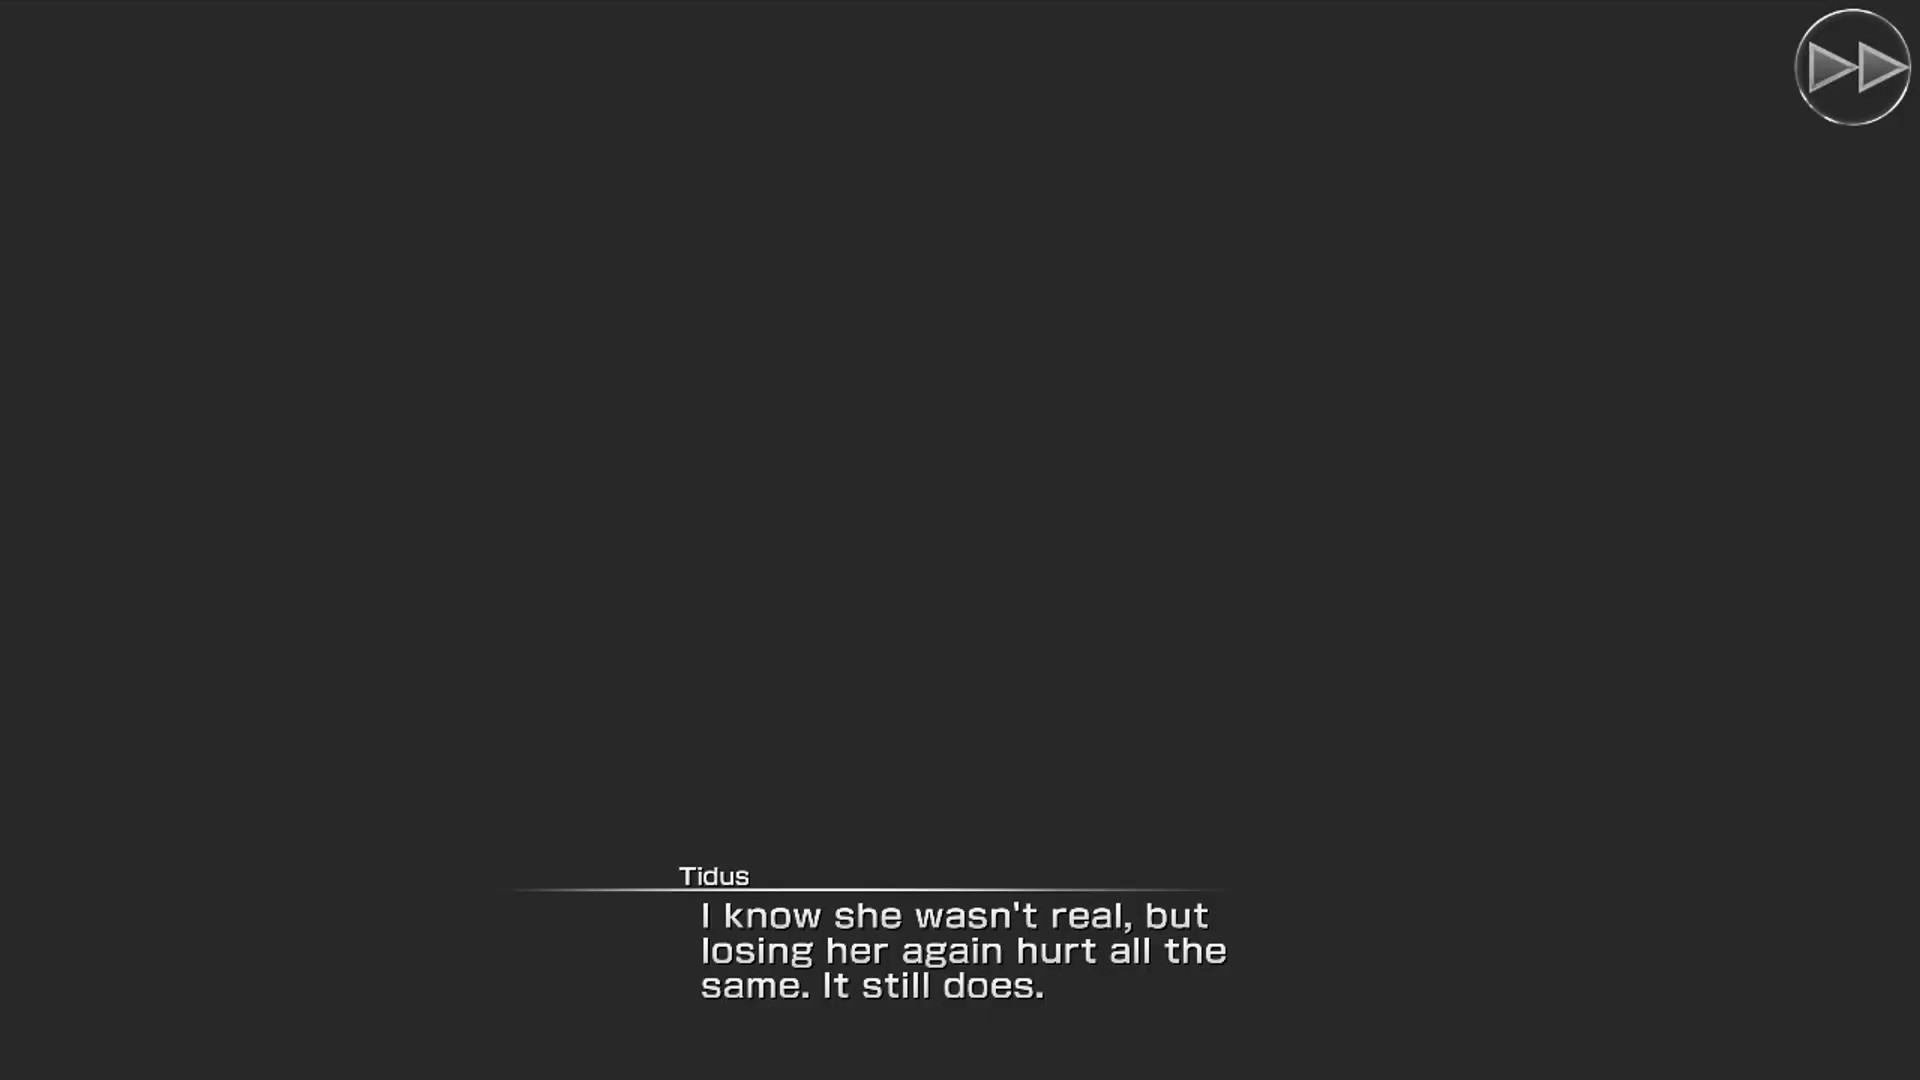 Tidus
I know she wasn't real, but
losing her again hurt all the
same. It still does.